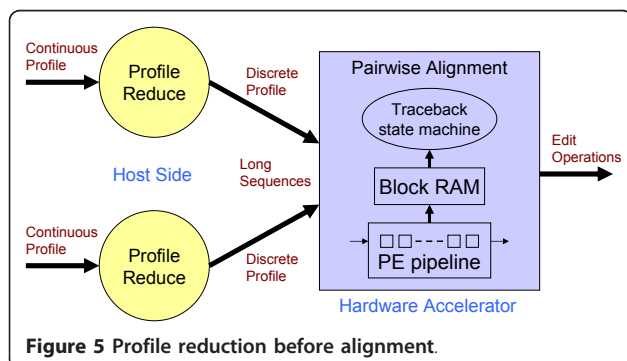 Continuous
Profile
Profile
Reduce
Discrete
Profile
Host Side
Long
Sequences
Continuous
Profile
Profile
Reduce
Discrete
Profile
Pairwise Alignment
Traceback
state machine
Block RAM
PE pipeline
Hardware Accelerator
Edit
Operations
Figure 5 Profile reduction before alignment.